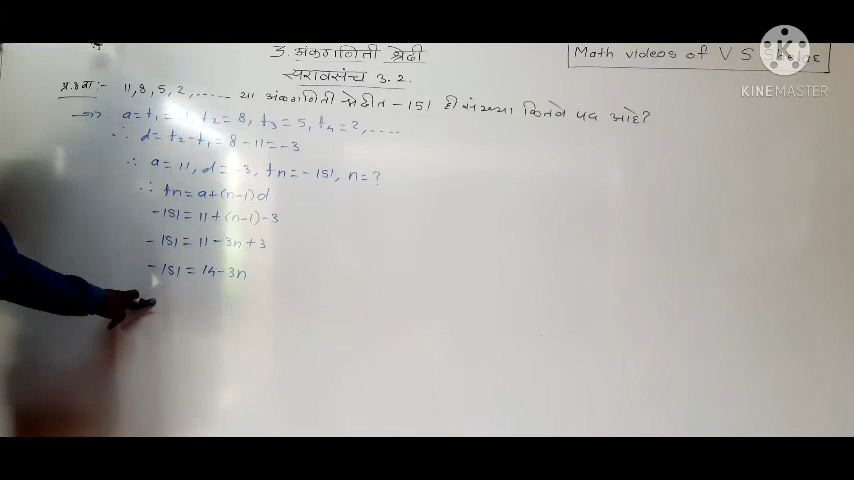 3. अंकगणिती श्रेढी
Math videos of V S Shelae
KINEMASTER
सरावसंच 3.2.
प्र.४था:- 11, 8, 5, 2, ...... या अंकगणिती श्रेढीत -151 ही संख्या कितवे पद आहे?
⇒ a = t₁ = 11, t₂ = 8, t₃ = 5, t₄ = 2, ....
∴ d = t₂ - t₁ = 8 - 11 = -3
∴ a = 11, d = -3, tn = -151, n = ?
∴ tn = a + (n-1) d
-151 = 11 + (n-1) - 3
-151 = 11 - 3n + 3
-151 = 14 - 3n